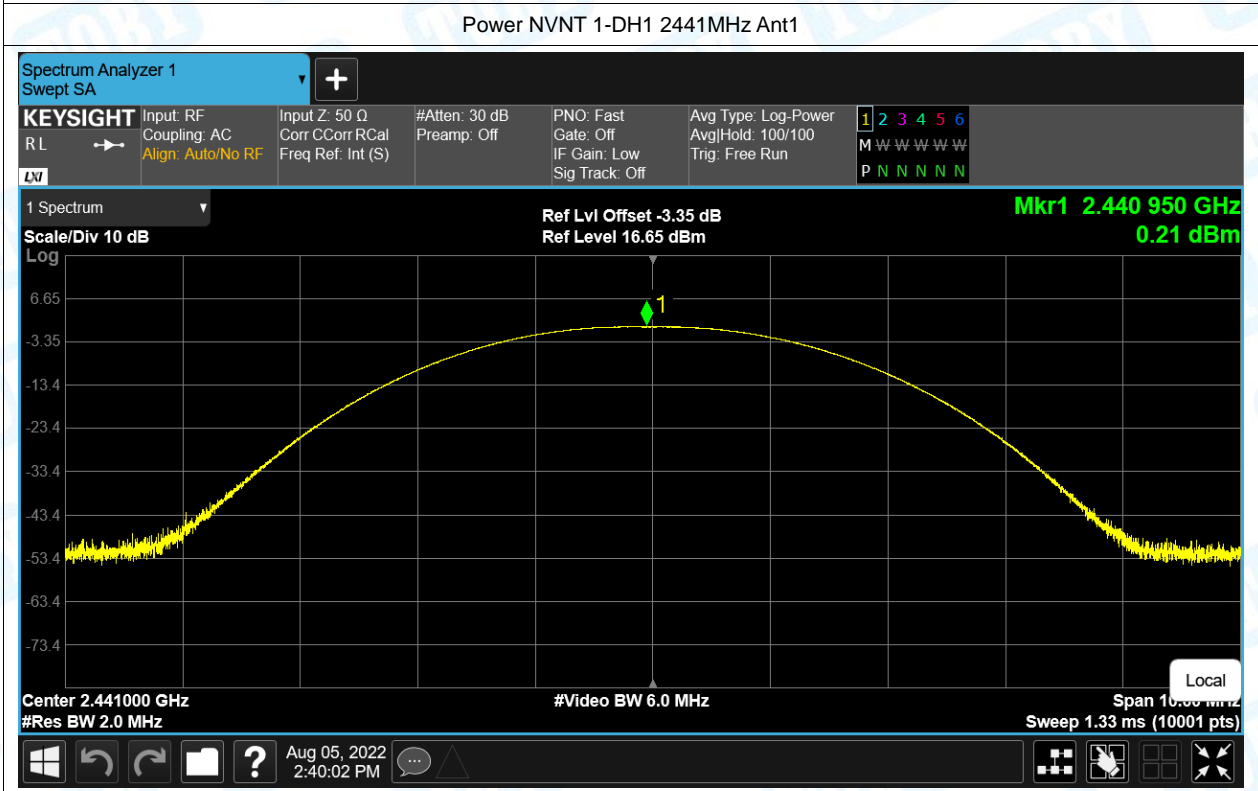 Power NVNT 1-DH1 2441MHz Ant1
Spectrum Analyzer 1
Swept SA
KEYSIGHT
R L
LXI
Input: RF
Coupling: AC
Align: Auto/No RF
Input Z: 50 Ω
Corr CCorr RCal
Freq Ref: Int (S)
#Atten: 30 dB
Preamp: Off
PNO: Fast
Gate: Off
IF Gain: Low
Sig Track: Off
Avg Type: Log-Power
Avg|Hold: 100/100
Trig: Free Run
1 2 3 4 5 6
M W W W W W
P N N N N N
1 Spectrum
Scale/Div 10 dB
Log
Ref Lvl Offset -3.35 dB
Ref Level 16.65 dBm
Mkr1 2.440 950 GHz
0.21 dBm
1
6.65
-3.35
-13.4
-23.4
-33.4
-43.4
-53.4
-63.4
-73.4
Local
Center 2.441000 GHz
#Res BW 2.0 MHz
#Video BW 6.0 MHz
Span 10.00 MHz
Sweep 1.33 ms (10001 pts)
?
Aug 05, 2022
2:40:02 PM